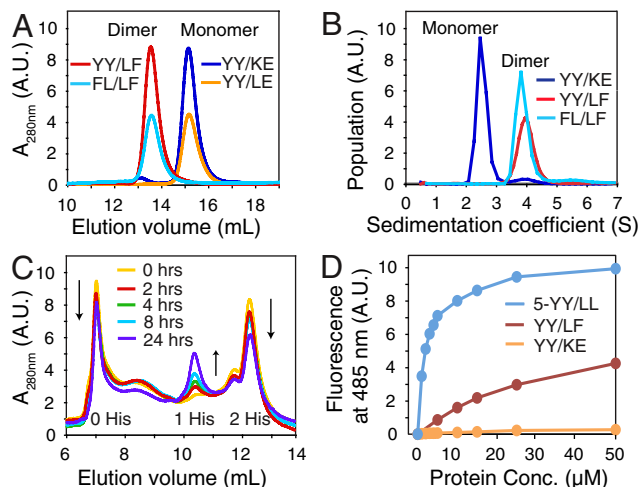 A
Dimer Monomer
YY/LF YY/KE
FL/LF YY/LE
A280nm (A.U.)
10
8
6
4
2
0
10 12 14 16 18
Elution volume (mL)
B
Monomer
Dimer
YY/KE
YY/LF
FL/LF
Population (A.U.)
10
8
6
4
2
0
0 1 2 3 4 5 6 7
Sedimentation coefficient (S)
C
0 hrs
2 hrs
4 hrs
8 hrs
24 hrs
A280nm (A.U.)
10
8
6
4
2
0 His 1 His 2 His
6 8 10 12 14
Elution volume (mL)
D
5-YY/LL
YY/LF
YY/KE
Fluorescence
at 485 nm (A.U.)
10
8
6
4
2
0
0 10 20 30 40 50
Protein Conc. (µM)